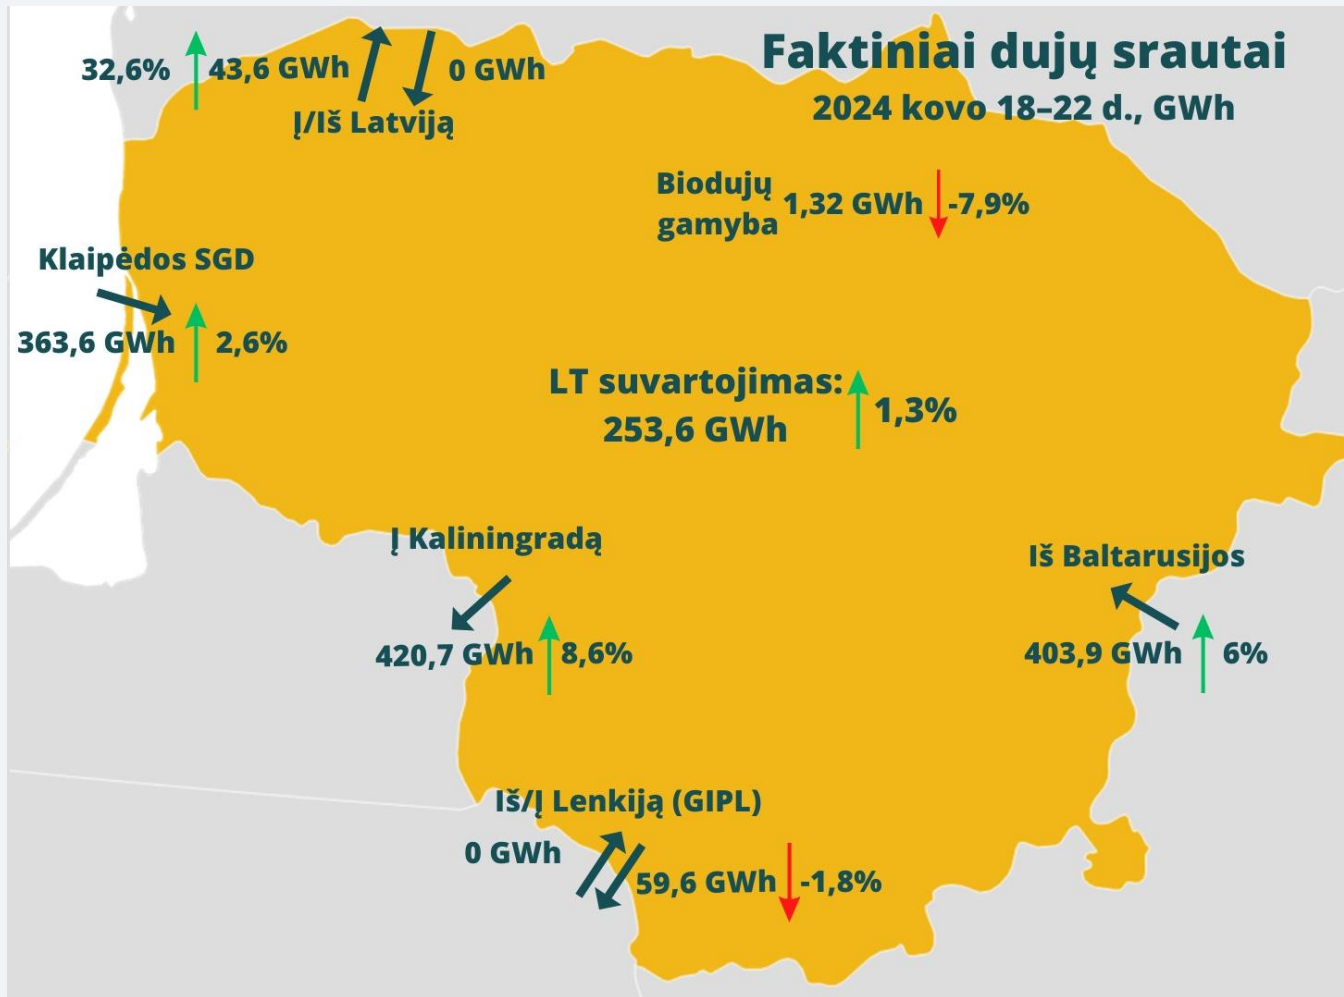 Faktiniai dujų srautai
2024 kovo 18–22 d., GWh
32,6% 43,6 GWh 0 GWh
Į/Iš Latviją
Biodujų
gamyba 1,32 GWh -7,9%
Klaipėdos SGD
363,6 GWh 2,6%
LT suvartojimas:
253,6 GWh 1,3%
Į Kaliningradą
420,7 GWh 8,6%
Iš Baltarusijos
403,9 GWh 6%
Iš/Į Lenkiją (GIPL)
0 GWh
59,6 GWh -1,8%